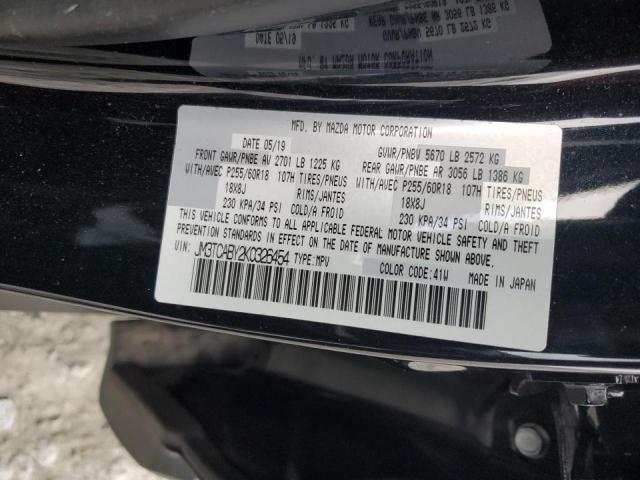 MFD. BY MAZDA MOTOR CORPORATION
DATE 05/19 GVWR/PNBV 5670 LB 2572 KG
FRONT GAWR/PNBE AV 2701 LB 1225 KG REAR GAWR/PNBE AR 3056 LB 1386 KG
WITH/AVEC P255/60R18 107H TIRES/PNEUS WITH/AVEC P255/60R18 107H TIRES/PNEUS
18X8J RIMS/JANTES 18X8J RIMS/JANTES
230 KPA/34 PSI COLD/A FROID 230 KPA/34 PSI COLD/A FROID
THIS VEHICLE CONFORMS TO ALL APPLICABLE FEDERAL MOTOR VEHICLE SAFETY AND THEFT
PREVENTION STANDARDS IN EFFECT ON THE DATE OF MANUFACTURE SHOWN ABOVE.
VIN: JM3TCABY2K0326454 TYPE:MPV COLOR CODE:41W MADE IN JAPAN